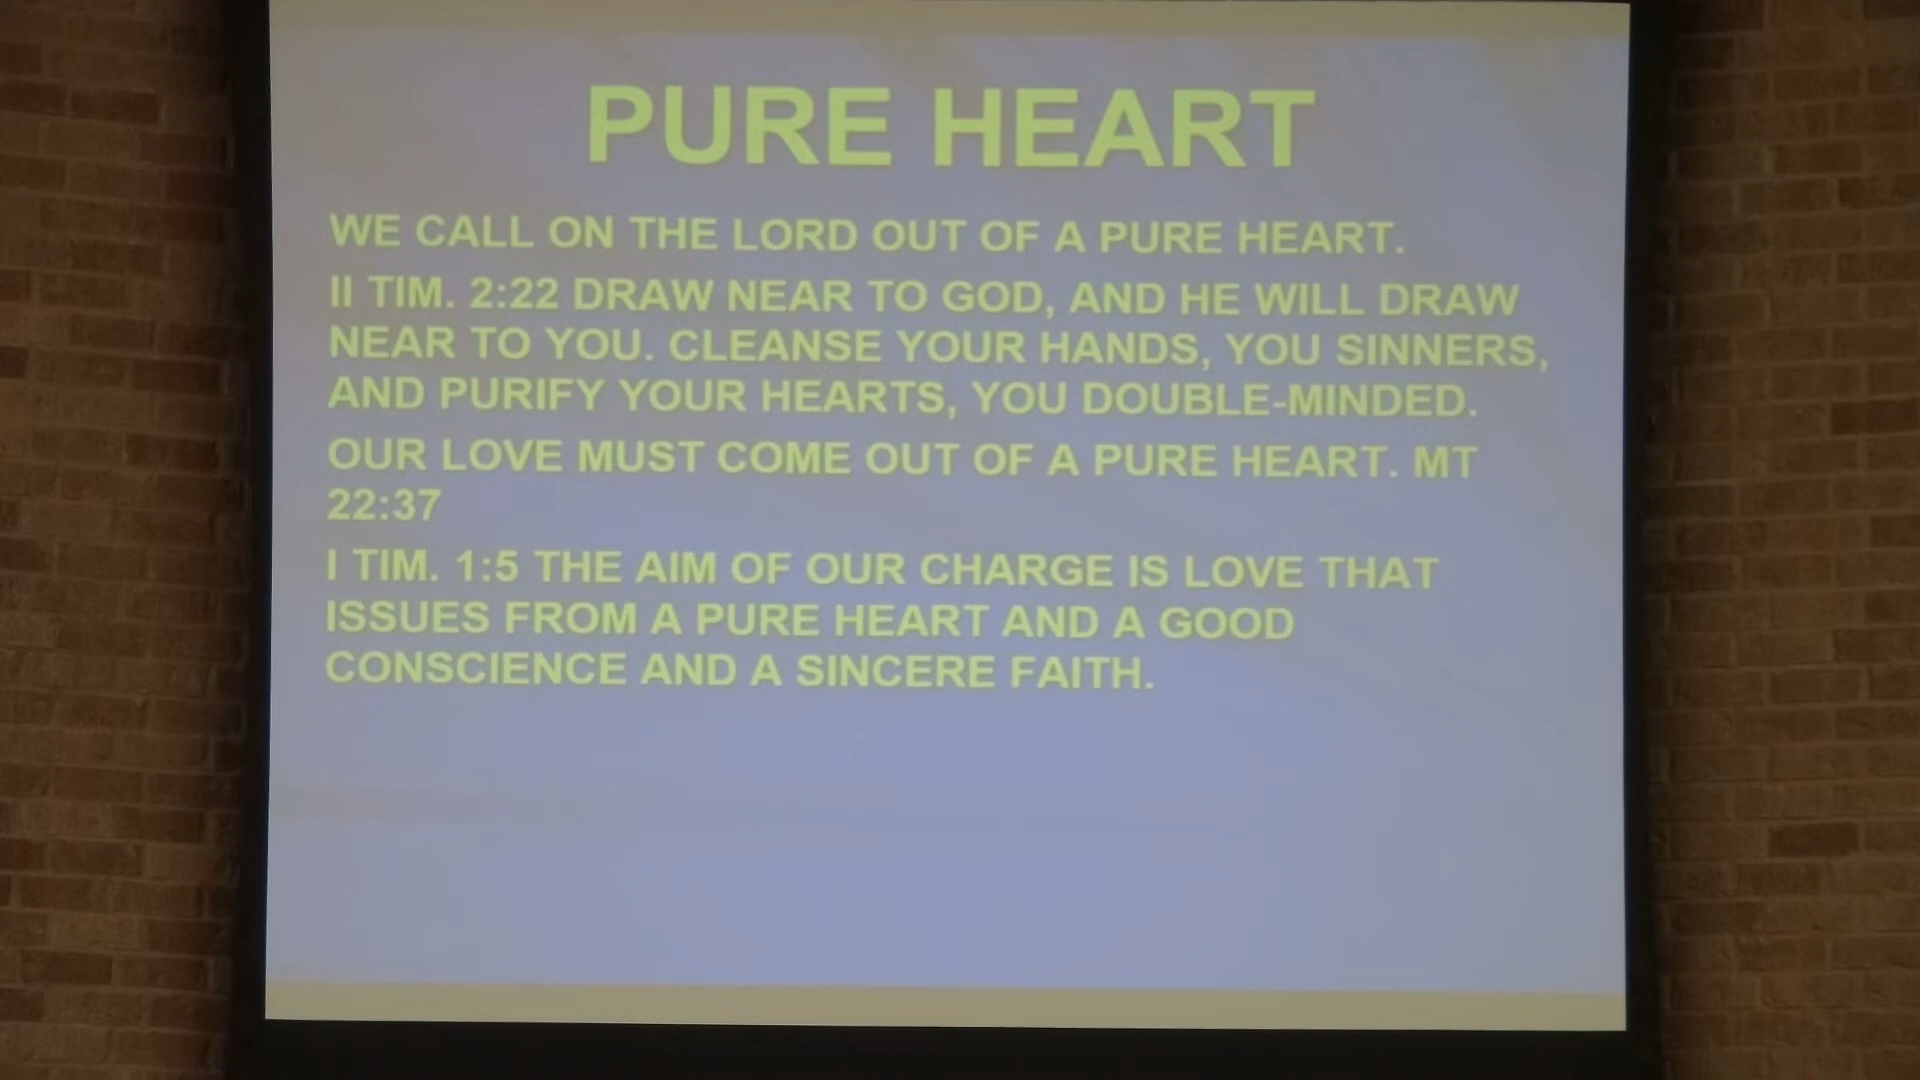 PURE HEART
WE CALL ON THE LORD OUT OF A PURE HEART.
II TIM. 2:22 DRAW NEAR TO GOD, AND HE WILL DRAW
NEAR TO YOU. CLEANSE YOUR HANDS, YOU SINNERS,
AND PURIFY YOUR HEARTS, YOU DOUBLE-MINDED.
OUR LOVE MUST COME OUT OF A PURE HEART. MT
22:37
I TIM. 1:5 THE AIM OF OUR CHARGE IS LOVE THAT
ISSUES FROM A PURE HEART AND A GOOD
CONSCIENCE AND A SINCERE FAITH.